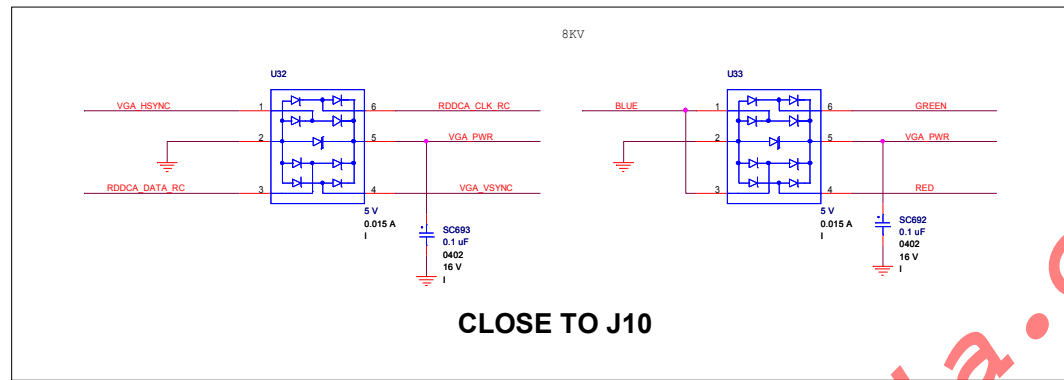 8KV
U32
U33
VGA_HSYNC 1 6 RDDCA_CLK_RC
BLUE 1 6 GREEN
2 5 VGA_PWR
2 5 VGA_PWR
RDDCA_DATA_RC 3 4 VGA_VSYNC
3 4 RED
5 V
0.015 A
I
SC693
0.1 uF
0402
16 V
I
5 V
0.015 A
I
SC692
0.1 uF
0402
16 V
I
CLOSE TO J10
a.